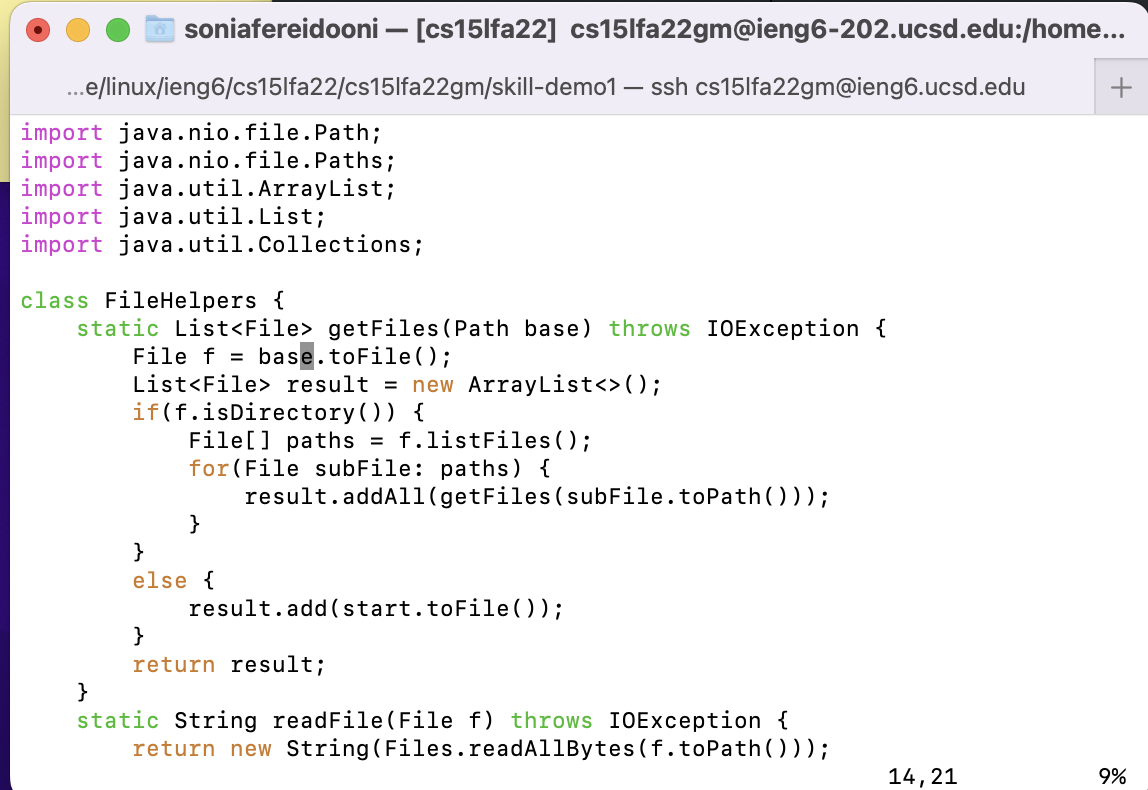 soniafereidooni — [cs15lfa22] cs15lfa22gm@ieng6-202.ucsd.edu:/home...
...e/linux/ieng6/cs15lfa22/cs15lfa22gm/skill-demo1 — ssh cs15lfa22gm@ieng6.ucsd.edu
import java.nio.file.Path;
import java.nio.file.Paths;
import java.util.ArrayList;
import java.util.List;
import java.util.Collections;

class FileHelpers {
    static List<File> getFiles(Path base) throws IOException {
        File f = base.toFile();
        List<File> result = new ArrayList<>();
        if(f.isDirectory()) {
            File[] paths = f.listFiles();
            for(File subFile: paths) {
                result.addAll(getFiles(subFile.toPath()));
            }
        }
        else {
            result.add(start.toFile());
        }
        return result;
    }
    static String readFile(File f) throws IOException {
        return new String(Files.readAllBytes(f.toPath()));
14,21 9%